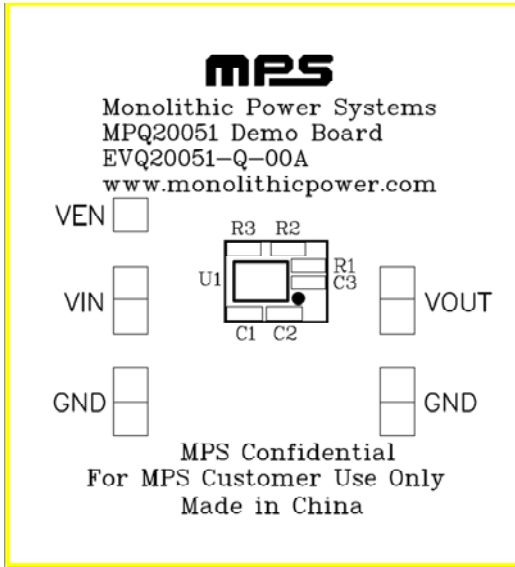 mps
Monolithic Power Systems
MPQ20051 Demo Board
EVQ20051-Q-00A
www.monolithicpower.com
VEN
R3 R2
U1 R1
C3
VIN VOUT
C1 C2
GND GND
MPS Confidential
For MPS Customer Use Only
Made in China